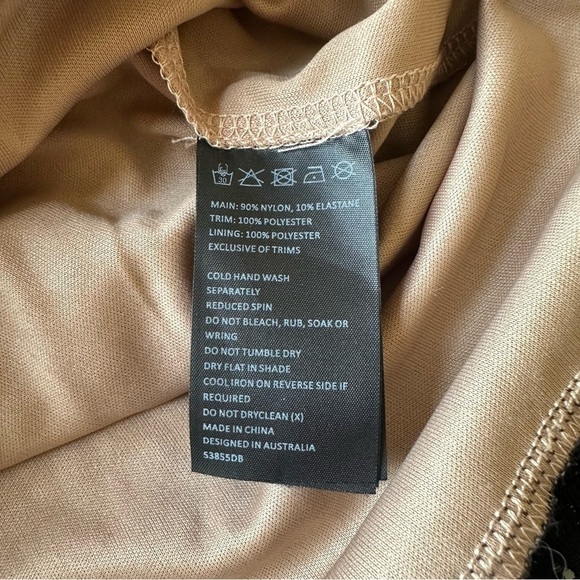 30
MAIN: 90% NYLON, 10% ELASTANE
TRIM: 100% POLYESTER
LINING: 100% POLYESTER
EXCLUSIVE OF TRIMS
COLD HAND WASH
SEPARATELY
REDUCED SPIN
DO NOT BLEACH, RUB, SOAK OR
WRING
DO NOT TUMBLE DRY
DRY FLAT IN SHADE
COOL IRON ON REVERSE SIDE IF
REQUIRED
DO NOT DRYCLEAN (X)
MADE IN CHINA
DESIGNED IN AUSTRALIA
S3855DB